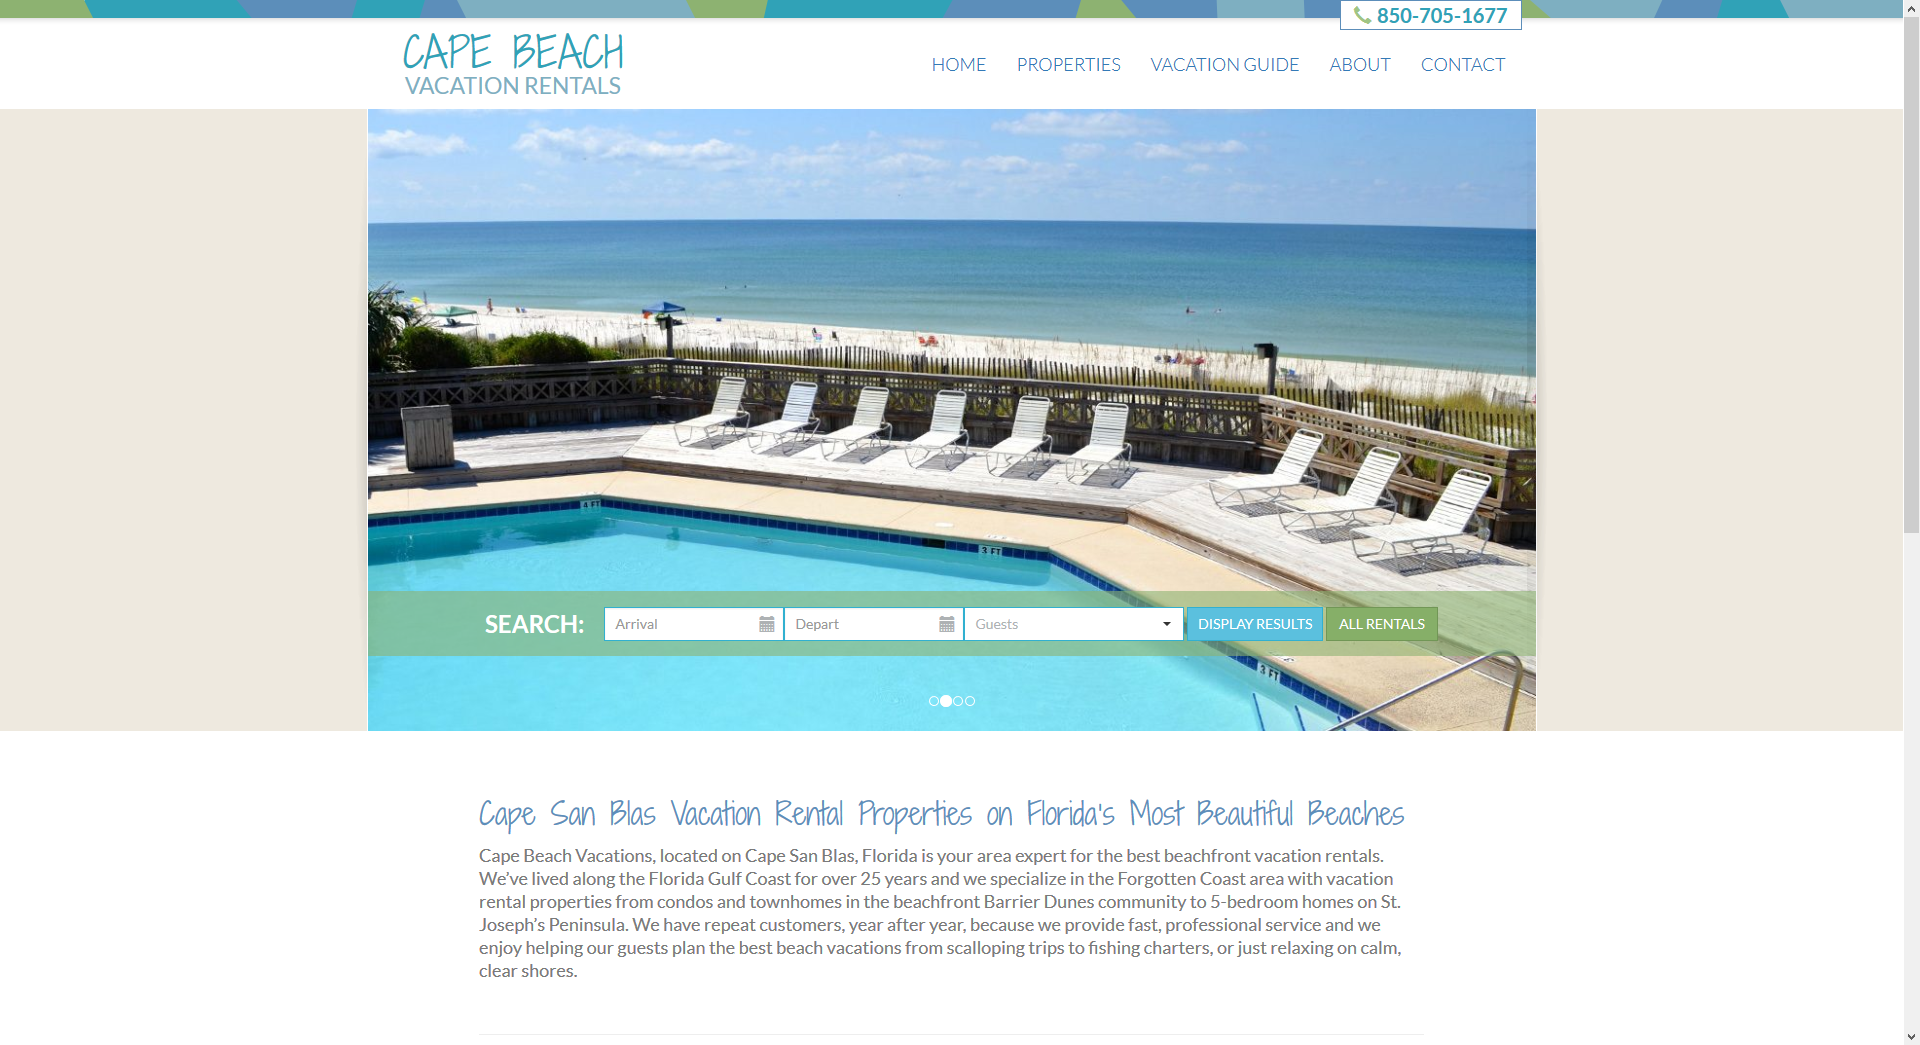 850-705-1677
CAPE BEACH
VACATION RENTALS
HOME PROPERTIES VACATION GUIDE ABOUT CONTACT
4 FT
3 FT
SEARCH: Arrival Depart Guests DISPLAY RESULTS ALL RENTALS
3 FT
Cape San Blas Vacation Rental Properties on Florida's Most Beautiful Beaches
Cape Beach Vacations, located on Cape San Blas, Florida is your area expert for the best beachfront vacation rentals.
We’ve lived along the Florida Gulf Coast for over 25 years and we specialize in the Forgotten Coast area with vacation
rental properties from condos and townhomes in the beachfront Barrier Dunes community to 5-bedroom homes on St.
Joseph’s Peninsula. We have repeat customers, year after year, because we provide fast, professional service and we
enjoy helping our guests plan the best beach vacations from scalloping trips to fishing charters, or just relaxing on calm,
clear shores.